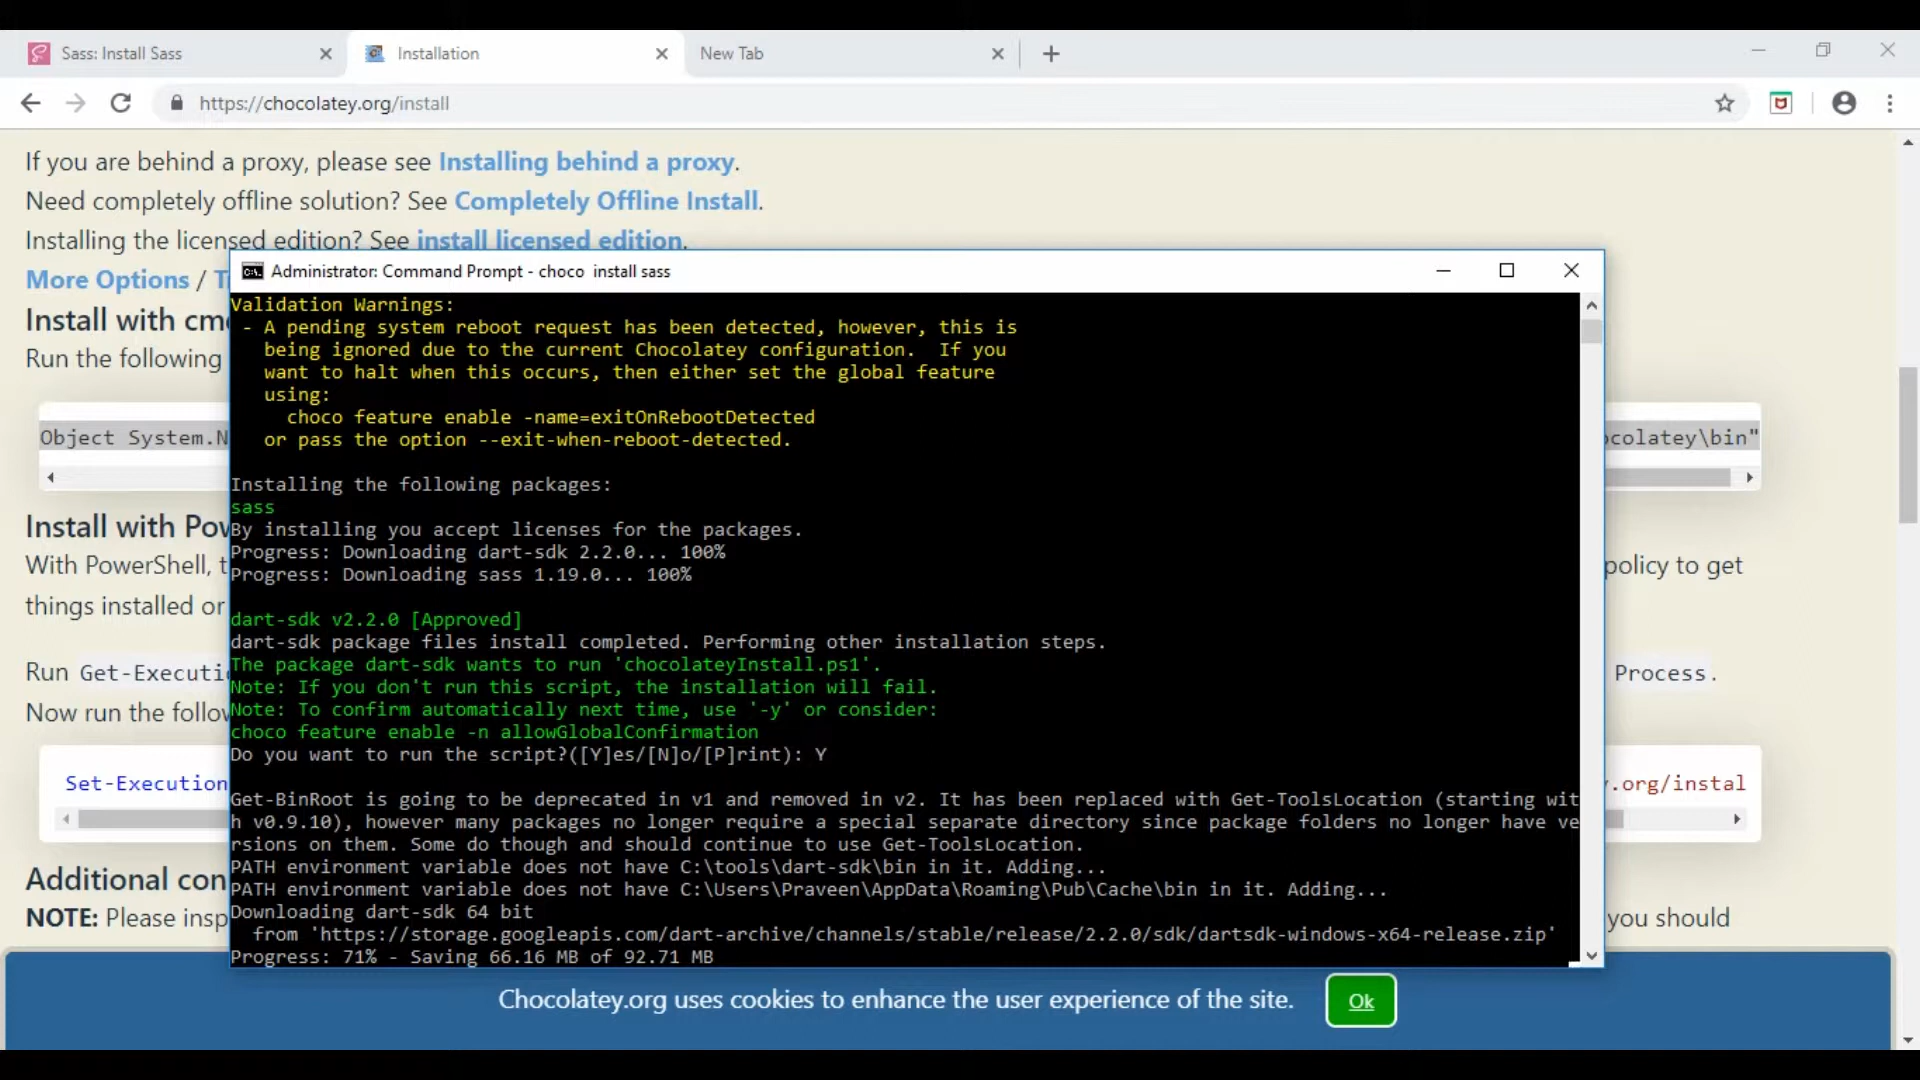 Sass: Install Sass
Installation
New Tab
https://chocolatey.org/install
If you are behind a proxy, please see Installing behind a proxy.
Need completely offline solution? See Completely Offline Install.
Installing the licensed edition? See install licensed edition.
More Options / T
Install with cm
Run the following
Object System.N
ocolatey\bin"
Install with Po
With PowerShell, t
policy to get
things installed or
Run Get-Executi
Process.
Now run the follow
Set-Execution
.org/instal
Additional con
NOTE: Please insp
you should
Administrator: Command Prompt - choco  install sass
Validation Warnings:
- A pending system reboot request has been detected, however, this is
being ignored due to the current Chocolatey configuration.  If you
want to halt when this occurs, then either set the global feature
using:
choco feature enable -name=exitOnRebootDetected
or pass the option --exit-when-reboot-detected.
Installing the following packages:
sass
By installing you accept licenses for the packages.
Progress: Downloading dart-sdk 2.2.0... 100%
Progress: Downloading sass 1.19.0... 100%
dart-sdk v2.2.0 [Approved]
dart-sdk package files install completed. Performing other installation steps.
The package dart-sdk wants to run 'chocolateyInstall.ps1'.
Note: If you don't run this script, the installation will fail.
Note: To confirm automatically next time, use '-y' or consider:
choco feature enable -n allowGlobalConfirmation
Do you want to run the script?([Y]es/[N]o/[P]rint): Y
Get-BinRoot is going to be deprecated in v1 and removed in v2. It has been replaced with Get-ToolsLocation (starting wit
h v0.9.10), however many packages no longer require a special separate directory since package folders no longer have ve
rsions on them. Some do though and should continue to use Get-ToolsLocation.
PATH environment variable does not have C:\tools\dart-sdk\bin in it. Adding...
PATH environment variable does not have C:\Users\Praveen\AppData\Roaming\Pub\Cache\bin in it. Adding...
Downloading dart-sdk 64 bit
from 'https://storage.googleapis.com/dart-archive/channels/stable/release/2.2.0/sdk/dartsdk-windows-x64-release.zip'
Progress: 71% - Saving 66.16 MB of 92.71 MB
Chocolatey.org uses cookies to enhance the user experience of the site.
Ok